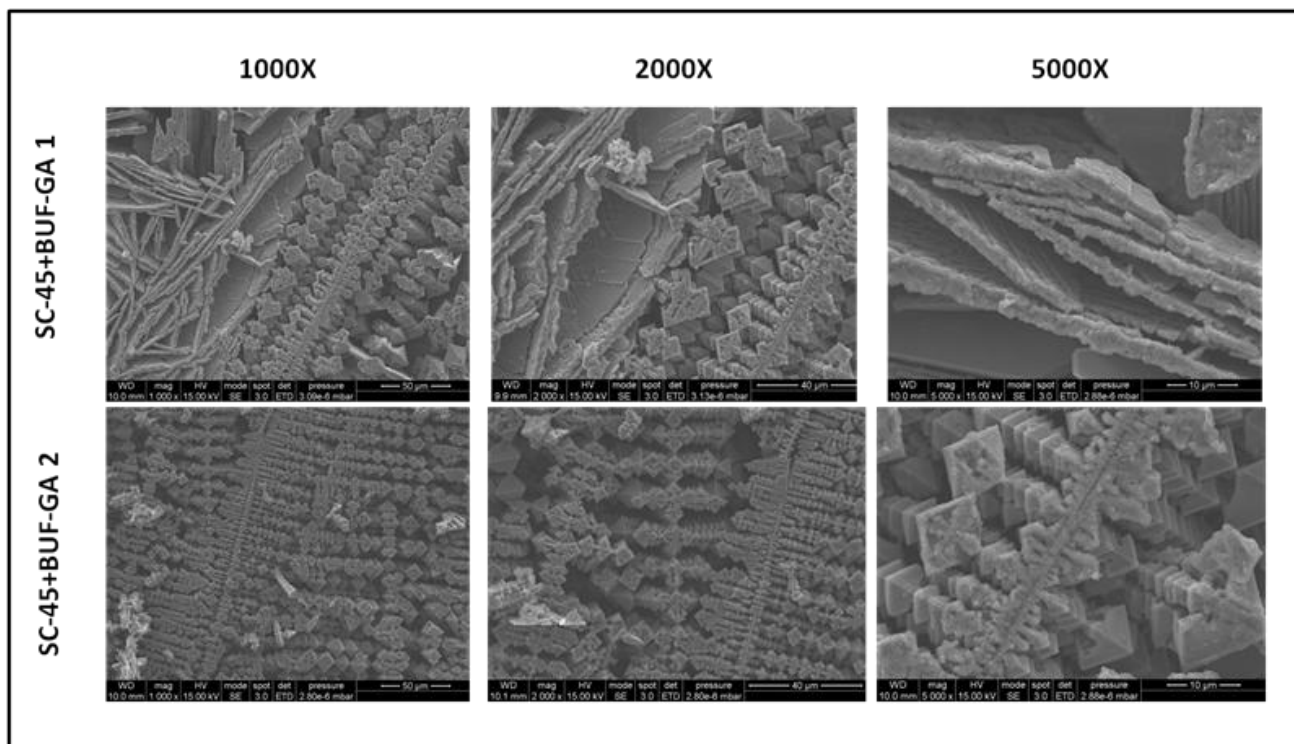 1000X 2000X 5000X
SC-45+BUF-GA 1
WD mag HV mode spot det pressure
10.0 mm 1 000 x 15.00 kV SE 3.0 ETD 3.09e-6 mbar 50 µm
WD mag HV mode spot det pressure
9.9 mm 2 000 x 15.00 kV SE 3.0 ETD 3.13e-6 mbar 40 µm
WD mag HV mode spot det pressure
10.0 mm 5 000 x 15.00 kV SE 3.0 ETD 2.88e-6 mbar 10 µm
SC-45+BUF-GA 2
WD mag HV mode spot det pressure
10.0 mm 1 000 x 15.00 kV SE 3.0 ETD 2.80e-6 mbar 50 µm
WD mag HV mode spot det pressure
10.1 mm 2 000 x 15.00 kV SE 3.0 ETD 2.80e-6 mbar 40 µm
WD mag HV mode spot det pressure
10.0 mm 5 000 x 15.00 kV SE 3.0 ETD 2.88e-6 mbar 10 µm